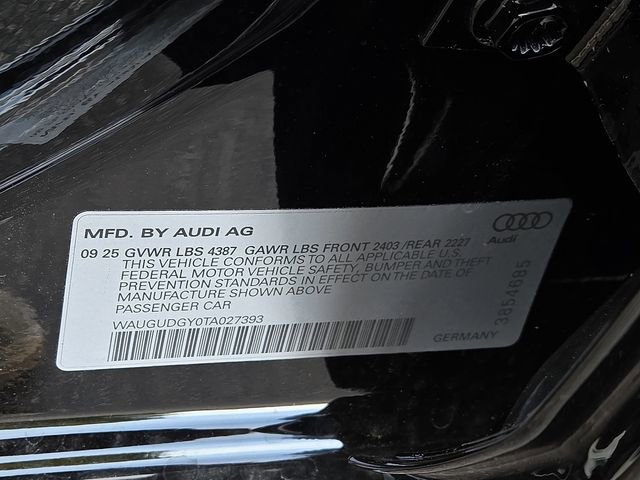 MFD. BY AUDI AG
Audi
09 25 GVWR LBS 4387 GAWR LBS FRONT 2403 /REAR 2227
THIS VEHICLE CONFORMS TO ALL APPLICABLE U.S.
FEDERAL MOTOR VEHICLE SAFETY, BUMPER AND THEFT
PREVENTION STANDARDS IN EFFECT ON THE DATE OF
MANUFACTURE SHOWN ABOVE
PASSENGER CAR
WAUGUDGY0TA027393
GERMANY
3854685